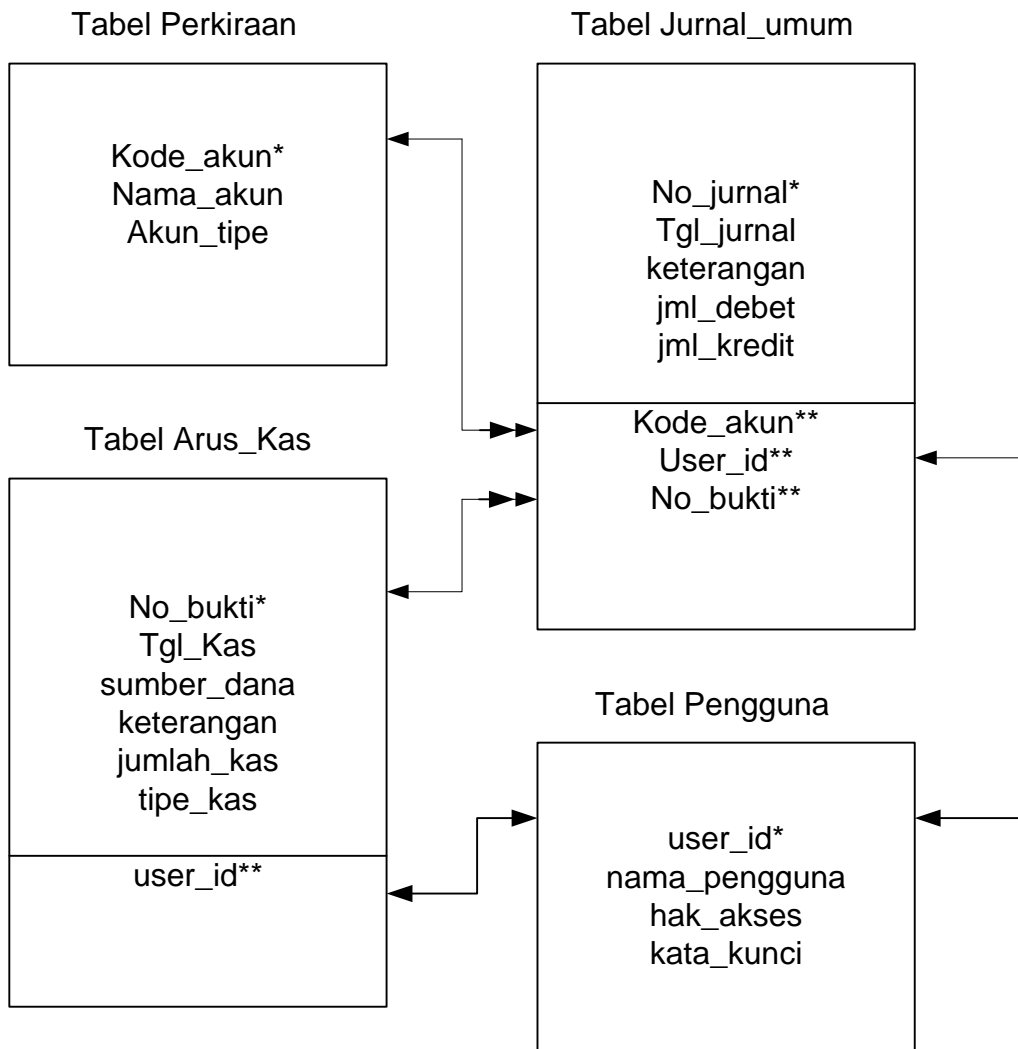 Tabel Perkiraan
Kode_akun*
Nama_akun
Akun_tipe
Tabel Jurnal_umum
No_jurnal*
Tgl_jurnal
keterangan
jml_debet
jml_kredit
Kode_akun**
User_id**
No_bukti**
Tabel Arus_Kas
No_bukti*
Tgl_Kas
sumber_dana
keterangan
jumlah_kas
tipe_kas
user_id**
Tabel Pengguna
user_id*
nama_pengguna
hak_akses
kata_kunci